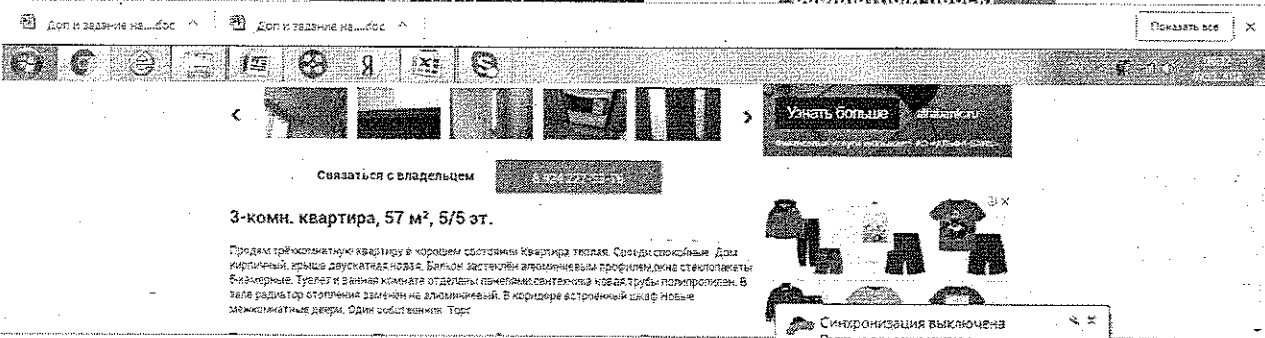 Доп и задание на....doc
Доп и задание на....doc
Показать все
Узнать больше
alfabank.ru
Связаться с владельцем
3-комн. квартира, 57 м², 5/5 эт.
Продам трёхкомнатную квартиру в хорошем состоянии Квартира теплая. Соседи спокойные. Дом
кирпичный, крыша двускатная новая. Балкон застеклён алюминиевым профилем,окна стеклопакеты
Туалет и ванная комната отделаны панелями.сантехника новая.трубы полипропилен. В
зале радиатор отопления заменён на алюминиевый. В коридоре встроенный шкаф Новые
межкомнатные двери. Один собственник Торг
Синхронизация выключена